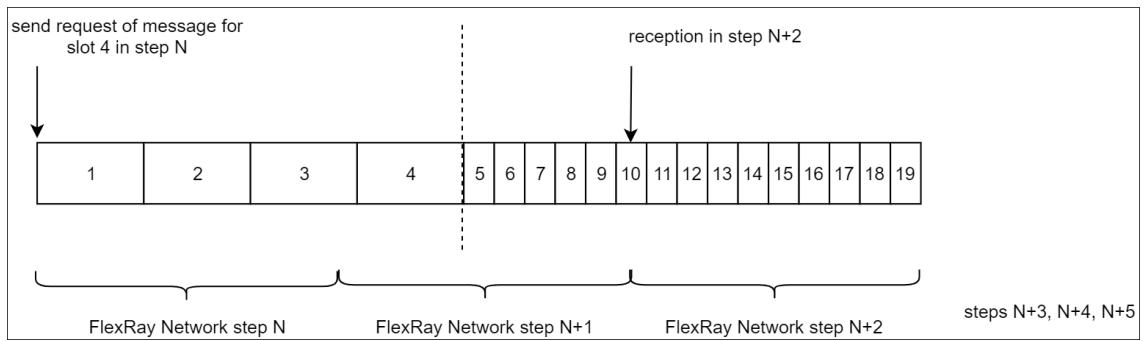 send request of message for
slot 4 in step N
reception in step N+2
1 2 3 4 5 6 7 8 9 10 11 12 13 14 15 16 17 18 19
FlexRay Network step N
FlexRay Network step N+1
FlexRay Network step N+2
steps N+3, N+4, N+5